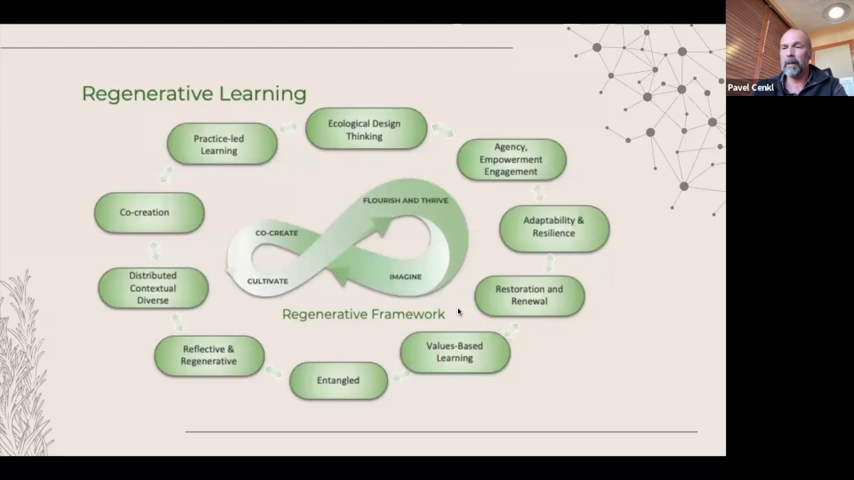 Regenerative Learning
Ecological Design
Thinking
Practice-led
Learning
Agency,
Empowerment
Engagement
Co-creation
Adaptability &
Resilience
Distributed
Contextual
Diverse
Restoration and
Renewal
Reflective &
Regenerative
Values-Based
Learning
Entangled
FLOURISH AND THRIVE
CO-CREATE
CULTIVATE
IMAGINE
Regenerative Framework
Pavel Cenkl